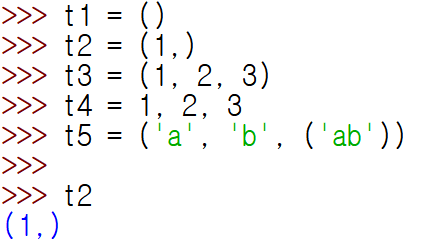 >>> t1 = ()
>>> t2 = (1,)
>>> t3 = (1, 2, 3)
>>> t4 = 1, 2, 3
>>> t5 = ('a', 'b', ('ab'))
>>>
>>> t2
(1,)